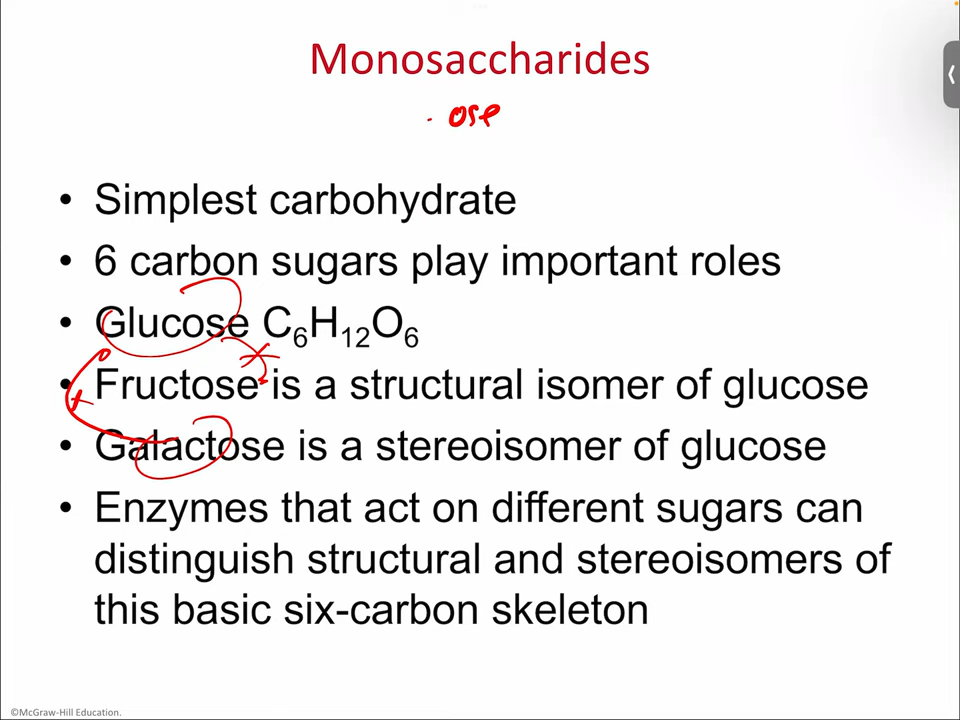 Monosaccharides
ose
• Simplest carbohydrate
• 6 carbon sugars play important roles
• Glucose C₆H₁₂O₆
• Fructose is a structural isomer of glucose
• Galactose is a stereoisomer of glucose
• Enzymes that act on different sugars can
distinguish structural and stereoisomers of
this basic six-carbon skeleton
©McGraw-Hill Education.